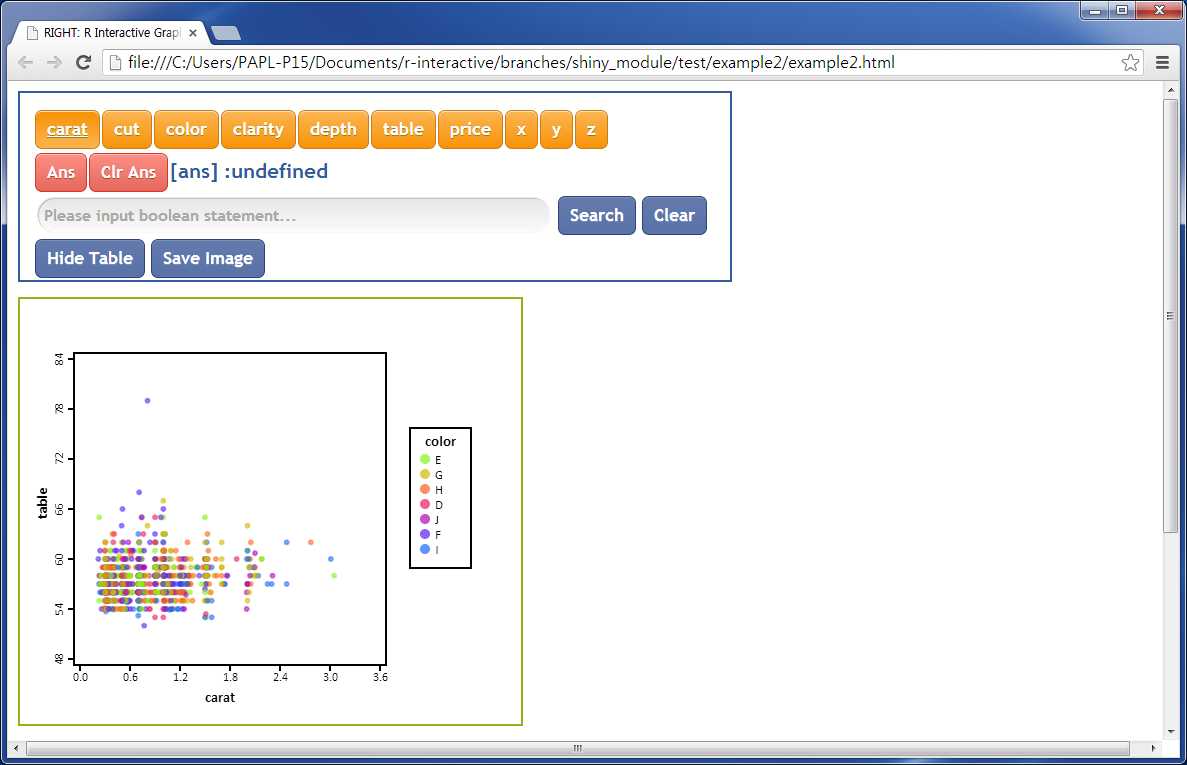 RIGHT: R Interactive Grap
file:///C:/Users/PAPL-P15/Documents/r-interactive/branches/shiny_module/test/example2/example2.html
carat cut color clarity depth table price x y z
Ans Clr Ans [ans] :undefined
Please input boolean statement... Search Clear
Hide Table Save Image
84
78
72
66
60
54
48
table
0.0 0.6 1.2 1.8 2.4 3.0 3.6
carat
color
E
G
H
D
J
F
I